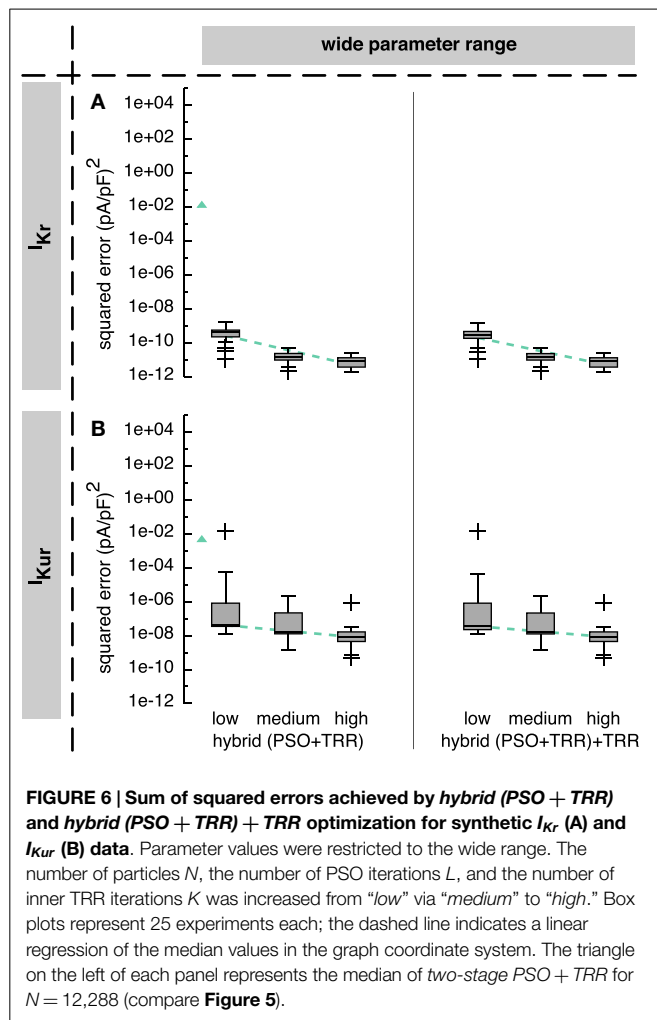 wide parameter range
A
1e+04
1e+02
1e+00
1e-02
1e-04
1e-06
1e-08
1e-10
1e-12
squared error (pA/pF)^2
I_Kr
B
1e+04
1e+02
1e+00
1e-02
1e-04
1e-06
1e-08
1e-10
1e-12
squared error (pA/pF)^2
I_Kur
low medium high
hybrid (PSO+TRR)
low medium high
hybrid (PSO+TRR)+TRR
FIGURE 6 | Sum of squared errors achieved by hybrid (PSO + TRR)
and hybrid (PSO + TRR) + TRR optimization for synthetic I_Kr (A) and
I_Kur (B) data. Parameter values were restricted to the wide range. The
number of particles N, the number of PSO iterations L, and the number of
inner TRR iterations K was increased from “low” via “medium” to “high.” Box
plots represent 25 experiments each; the dashed line indicates a linear
regression of the median values in the graph coordinate system. The triangle
on the left of each panel represents the median of two-stage PSO + TRR for
N = 12,288 (compare Figure 5).